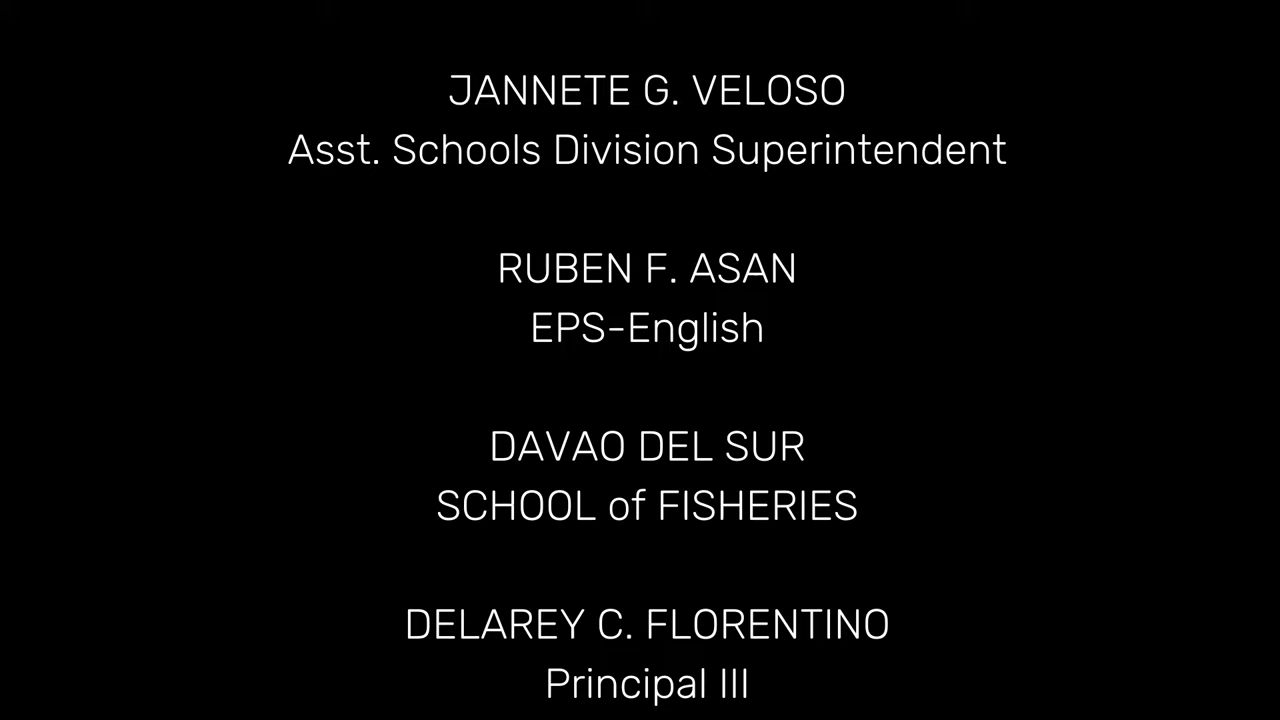 JANNETE G. VELOSO
Asst. Schools Division Superintendent
RUBEN F. ASAN
EPS-English
DAVAO DEL SUR
SCHOOL of FISHERIES
DELAREY C. FLORENTINO
Principal III